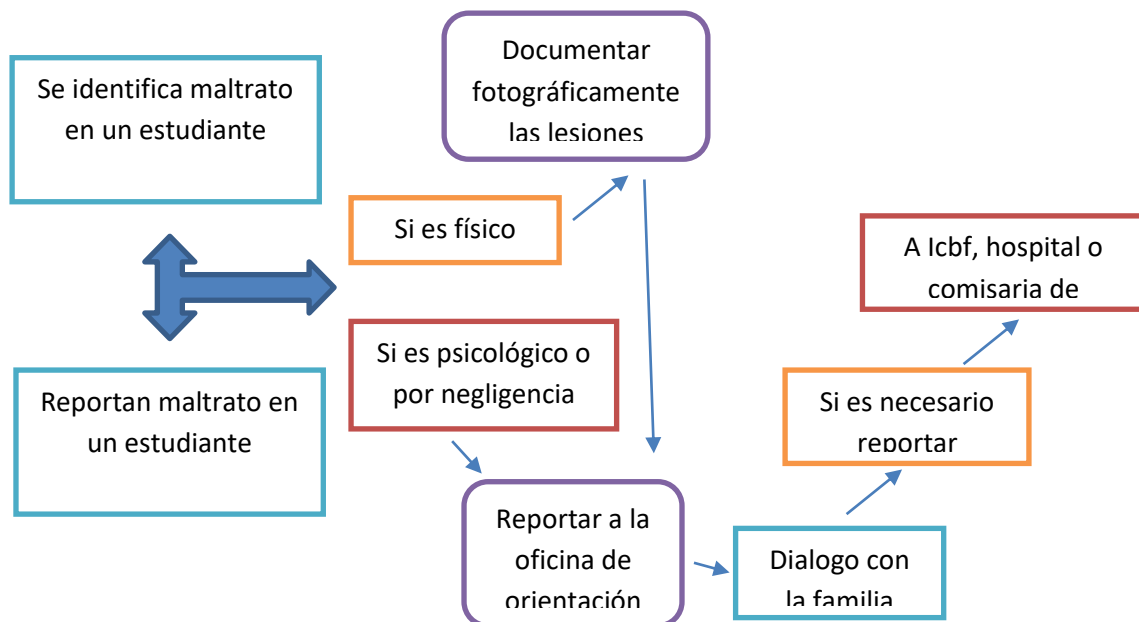 Se identifica maltrato
en un estudiante
Documentar
fotográficamente
las lesiones
Si es físico
A Icbf, hospital o
comisaria de
Si es psicológico o
por negligencia
Reportan maltrato en
un estudiante
Si es necesario
reportar
Reportar a la
oficina de
orientación
Dialogo con
la familia